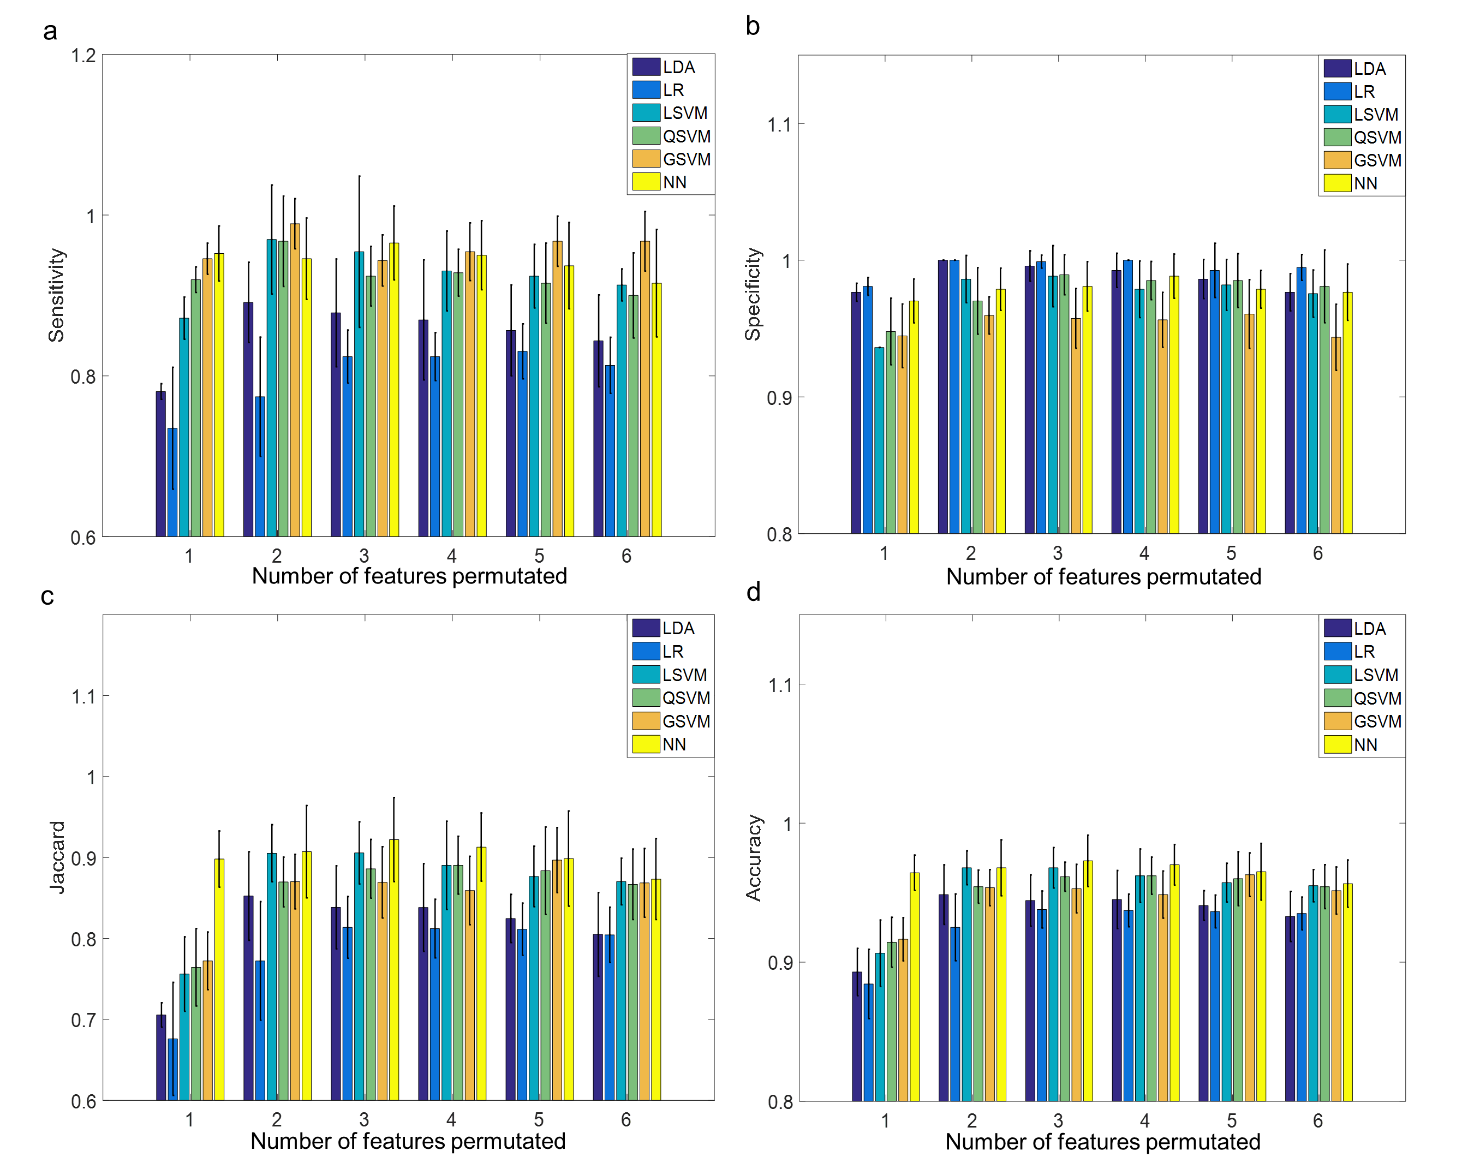 a
1.2
1
0.8
0.6
Sensitivity
LDA
LR
LSVM
QSVM
GSVM
NN
1 2 3 4 5 6
Number of features permutated
b
1.1
1
0.9
0.8
Specificity
LDA
LR
LSVM
QSVM
GSVM
NN
1 2 3 4 5 6
Number of features permutated
c
1.1
1
0.9
0.8
0.7
0.6
Jaccard
LDA
LR
LSVM
QSVM
GSVM
NN
1 2 3 4 5 6
Number of features permutated
d
1.1
1
0.9
0.8
Accuracy
LDA
LR
LSVM
QSVM
GSVM
NN
1 2 3 4 5 6
Number of features permutated